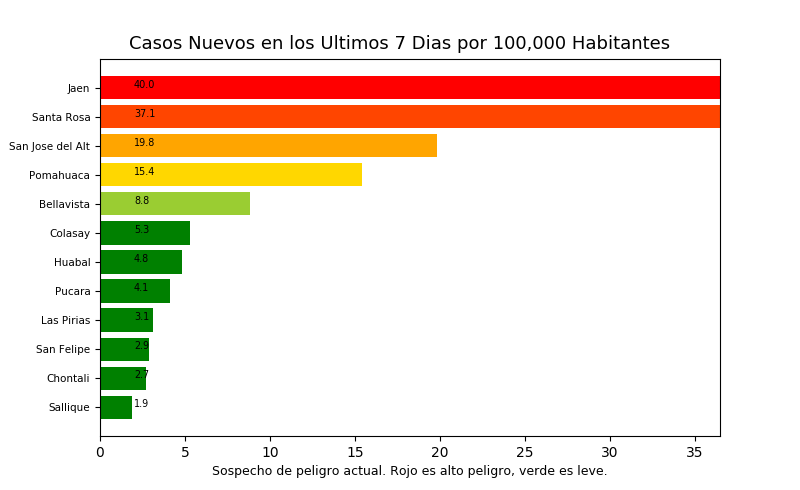 Casos Nuevos en los Ultimos 7 Dias por 100,000 Habitantes
Jaen 40.0
Santa Rosa 37.1
San Jose del Alt 19.8
Pomahuaca 15.4
Bellavista 8.8
Colasay 5.3
Huabal 4.8
Pucara 4.1
Las Pirias 3.1
San Felipe 2.9
Chontali 2.7
Sallique 1.9
0 5 10 15 20 25 30 35
Sospecho de peligro actual. Rojo es alto peligro, verde es leve.